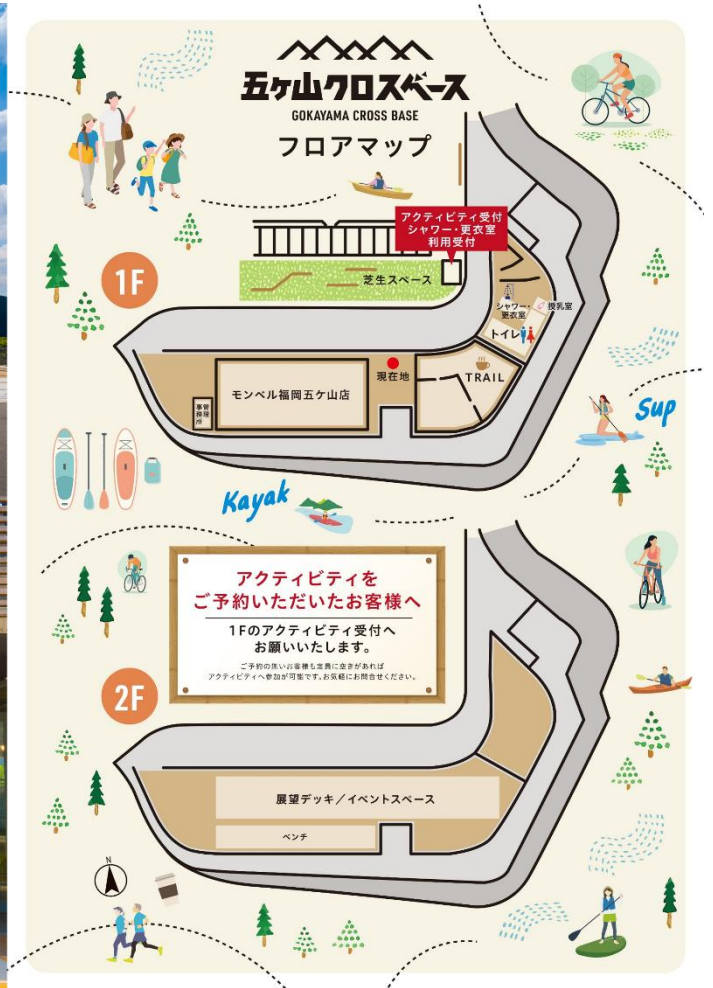 五ケ山クロスベース
GOKAYAMA CROSS BASE
フロアマップ
アクティビティ受付
シャワー・更衣室
利用受付
1F
芝生スペース
シャワー・
更衣室
授乳室
トイレ
現在地
TRAIL
モンベル福岡五ケ山店
管理
事務所
Sup
Kayak
アクティビティを
ご予約いただいたお客様へ
1Fのアクティビティ受付へ
お願いいたします。
ご予約の無いお客様も定員に空きがあれば
アクティビティへ参加が可能です。お気軽にお問合せください。
2F
展望デッキ／イベントスペース
ベンチ
N